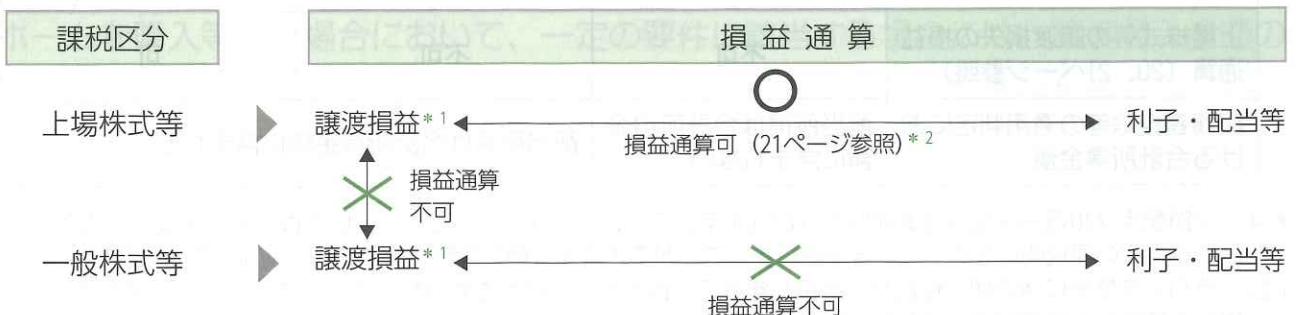 課税区分
損益通算
上場株式等
譲渡損益*1
損益通算可（21ページ参照）*2
利子・配当等
損益通算
不可
一般株式等
譲渡損益*1
利子・配当等
損益通算不可